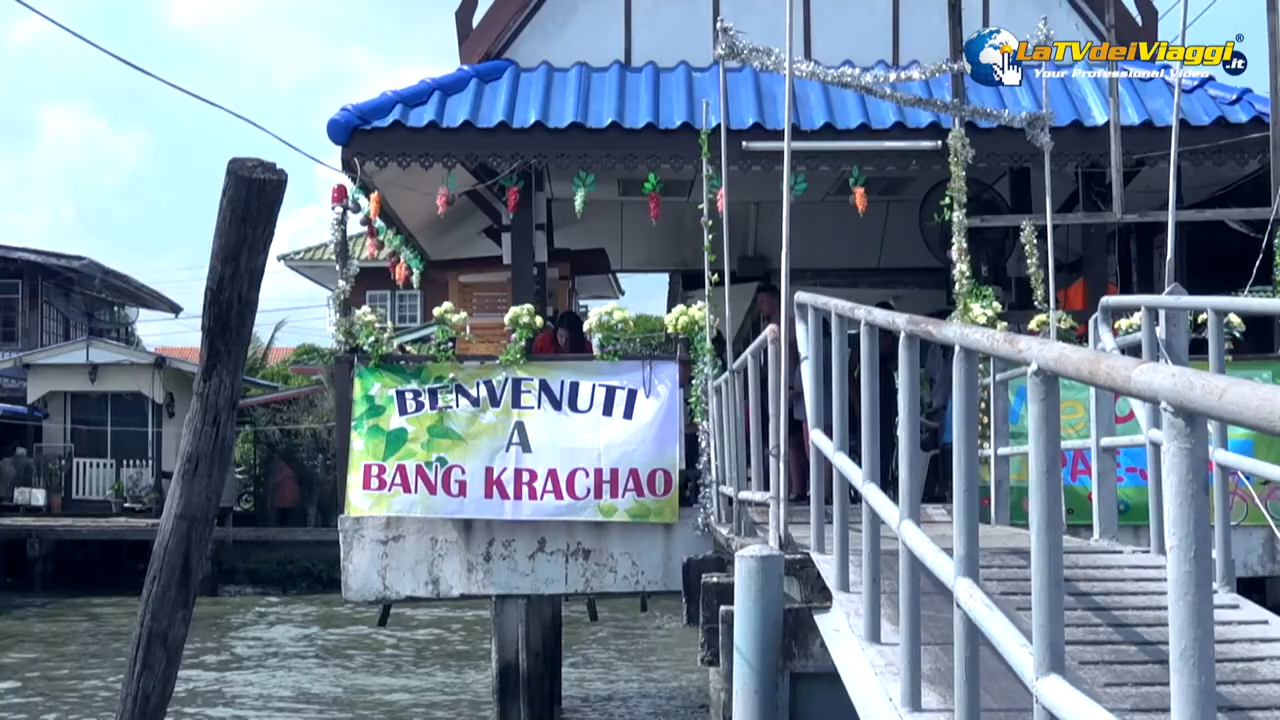 LaTVdeiViaggi®.it
Your Professional Video
BENVENUTI
A
BANG KRACHAO